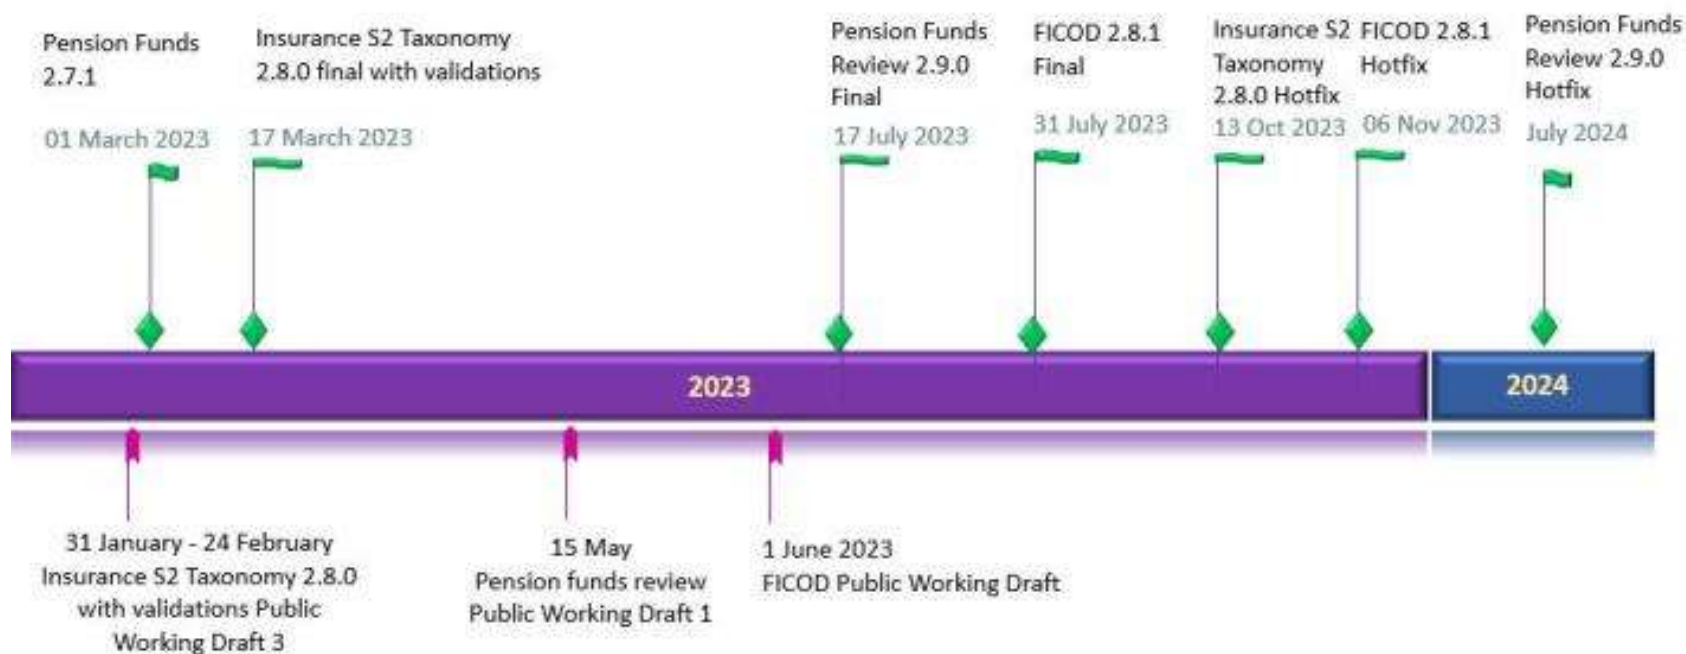 Pension Funds
2.7.1
01 March 2023
Insurance S2 Taxonomy
2.8.0 final with validations
17 March 2023
Pension Funds
Review 2.9.0
Final
17 July 2023
FICOD 2.8.1
Final
31 July 2023
Insurance S2
Taxonomy
2.8.0 Hotfix
13 Oct 2023
FICOD 2.8.1
Hotfix
06 Nov 2023
Pension Funds
Review 2.9.0
Hotfix
July 2024
2023
2024
31 January - 24 February
Insurance S2 Taxonomy 2.8.0
with validations Public
Working Draft 3
15 May
Pension funds review
Public Working Draft 1
1 June 2023
FICOD Public Working Draft